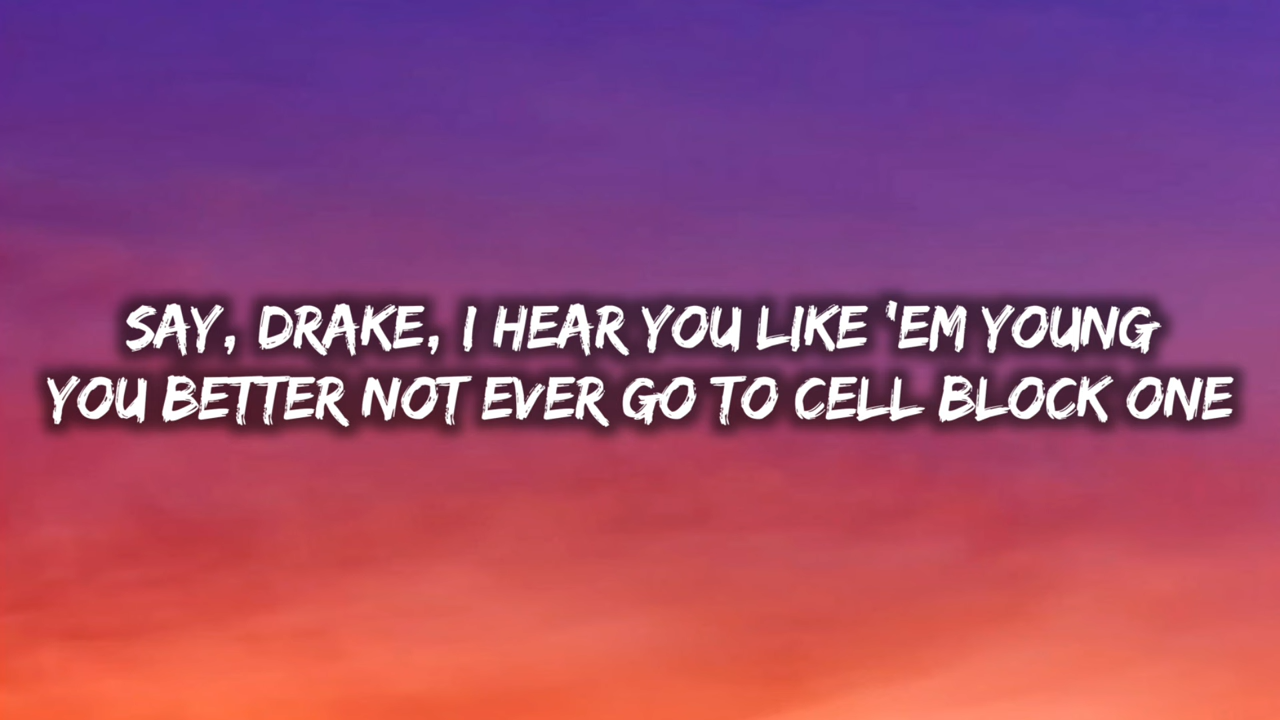 SAY, DRAKE, I HEAR YOU LIKE 'EM YOUNG
YOU BETTER NOT EVER GO TO CELL BLOCK ONE